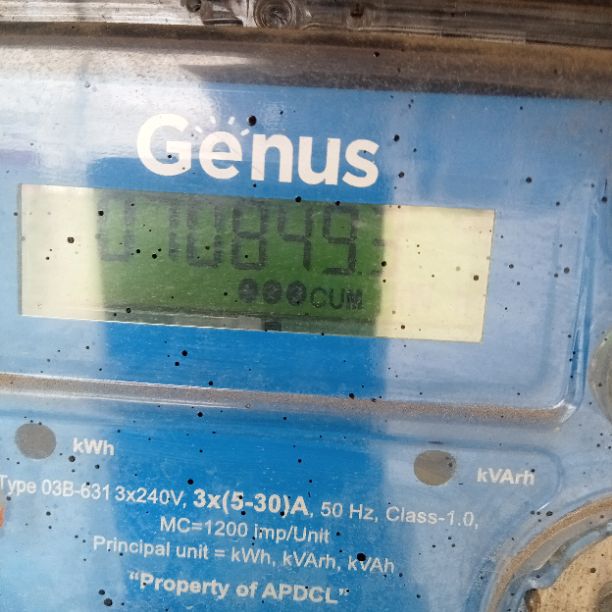 Genus
070849.
CUM
kWh
kVArh
Type 03B-631 3x240V, 3x(5-30)A, 50 Hz, Class-1.0,
MC=1200 imp/Unit
Principal unit = kWh, kVArh, kVAh
"Property of APDCL"